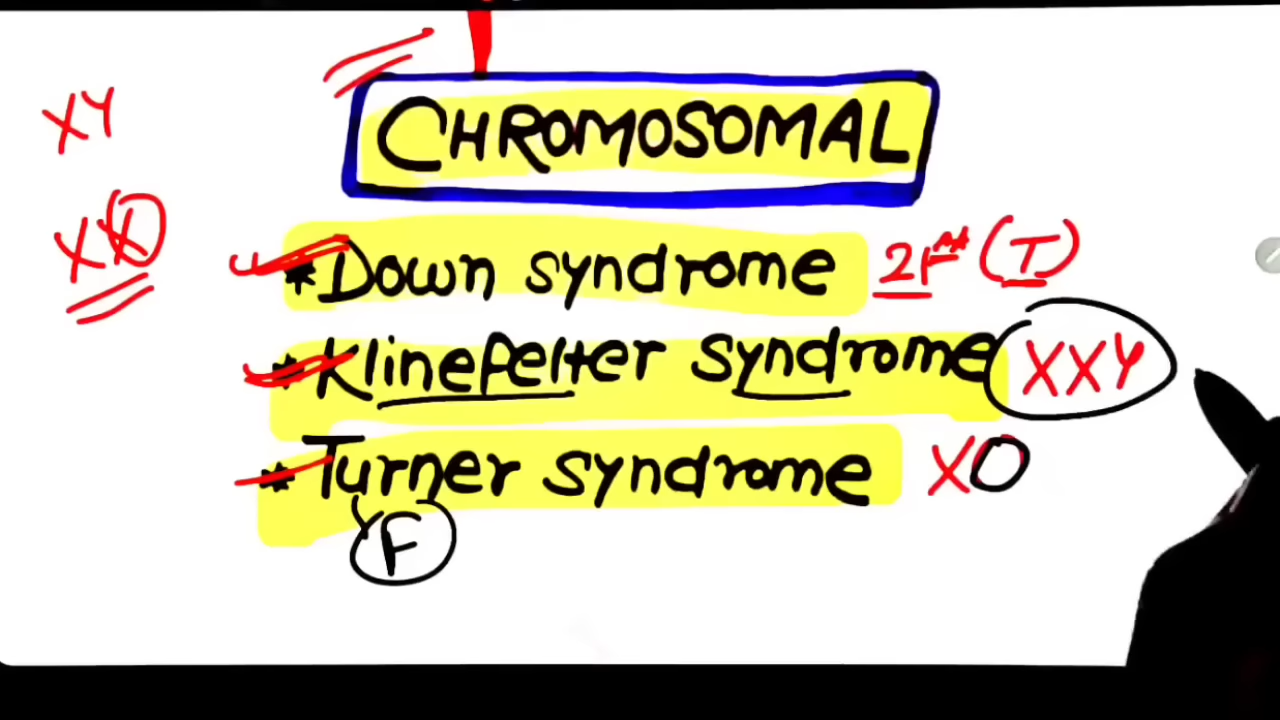 CHROMOSOMAL
XY
XX
*Down syndrome 21st (T)
*Klinefelter syndrome XXY
*Turner syndrome XO
F